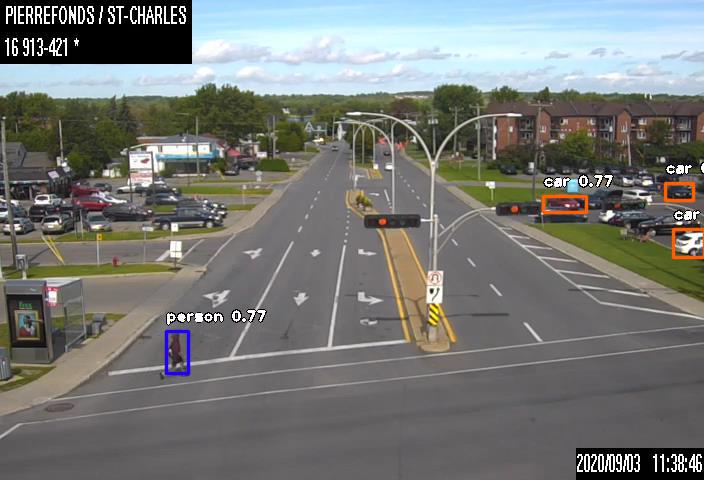 PIERREFONDS / ST-CHARLES
16 913-421 *
car 0.77
car
car
person 0.77
2020/09/03 11:38:46